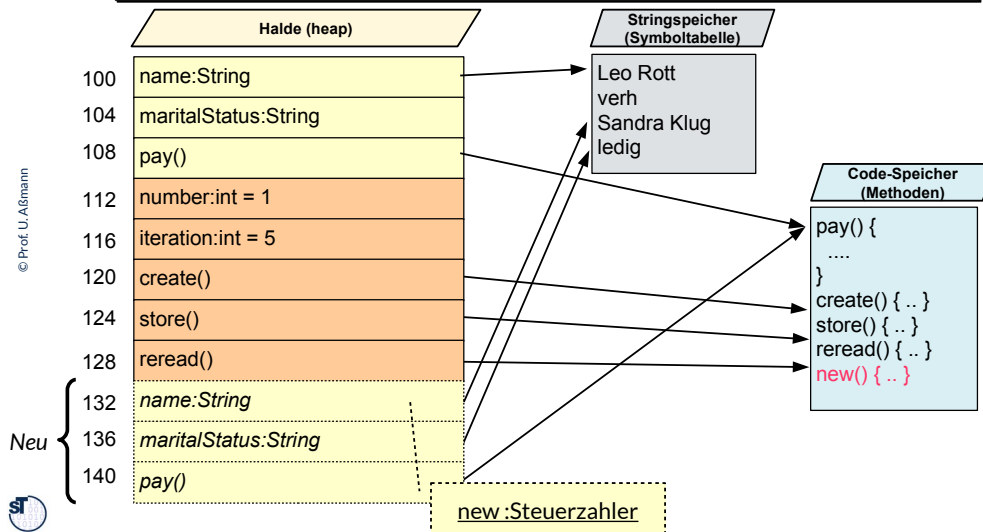 Halde (heap)
Stringspeicher
(Symboltabelle)
100 name:String
104 maritalStatus:String
108 pay()
112 number:int = 1
116 iteration:int = 5
120 create()
124 store()
128 reread()
132 name:String
136 maritalStatus:String
140 pay()
Neu
Leo Rott
verh
Sandra Klug
ledig
Code-Speicher
(Methoden)
pay() {
....
}
create() { .. }
store() { .. }
reread() { .. }
new() { .. }
new :Steuerzahler
© Prof. U. Aßmann
ST